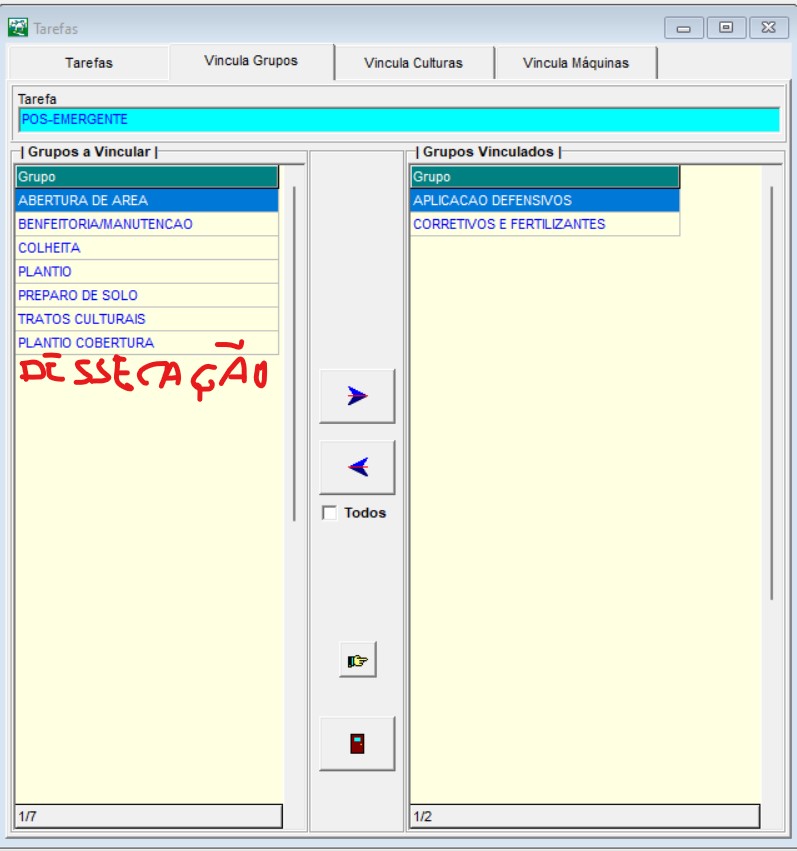 Tarefas
Tarefas
Vincula Grupos
Vincula Culturas
Vincula Máquinas
Tarefa
POS-EMERGENTE
| Grupos a Vincular |
Grupo
ABERTURA DE AREA
BENFEITORIA/MANUTENCAO
COLHEITA
PLANTIO
PREPARO DE SOLO
TRATOS CULTURAIS
PLANTIO COBERTURA
DESSECAÇÃO
1/7
Todos
| Grupos Vinculados |
Grupo
APLICACAO DEFENSIVOS
CORRETIVOS E FERTILIZANTES
1/2